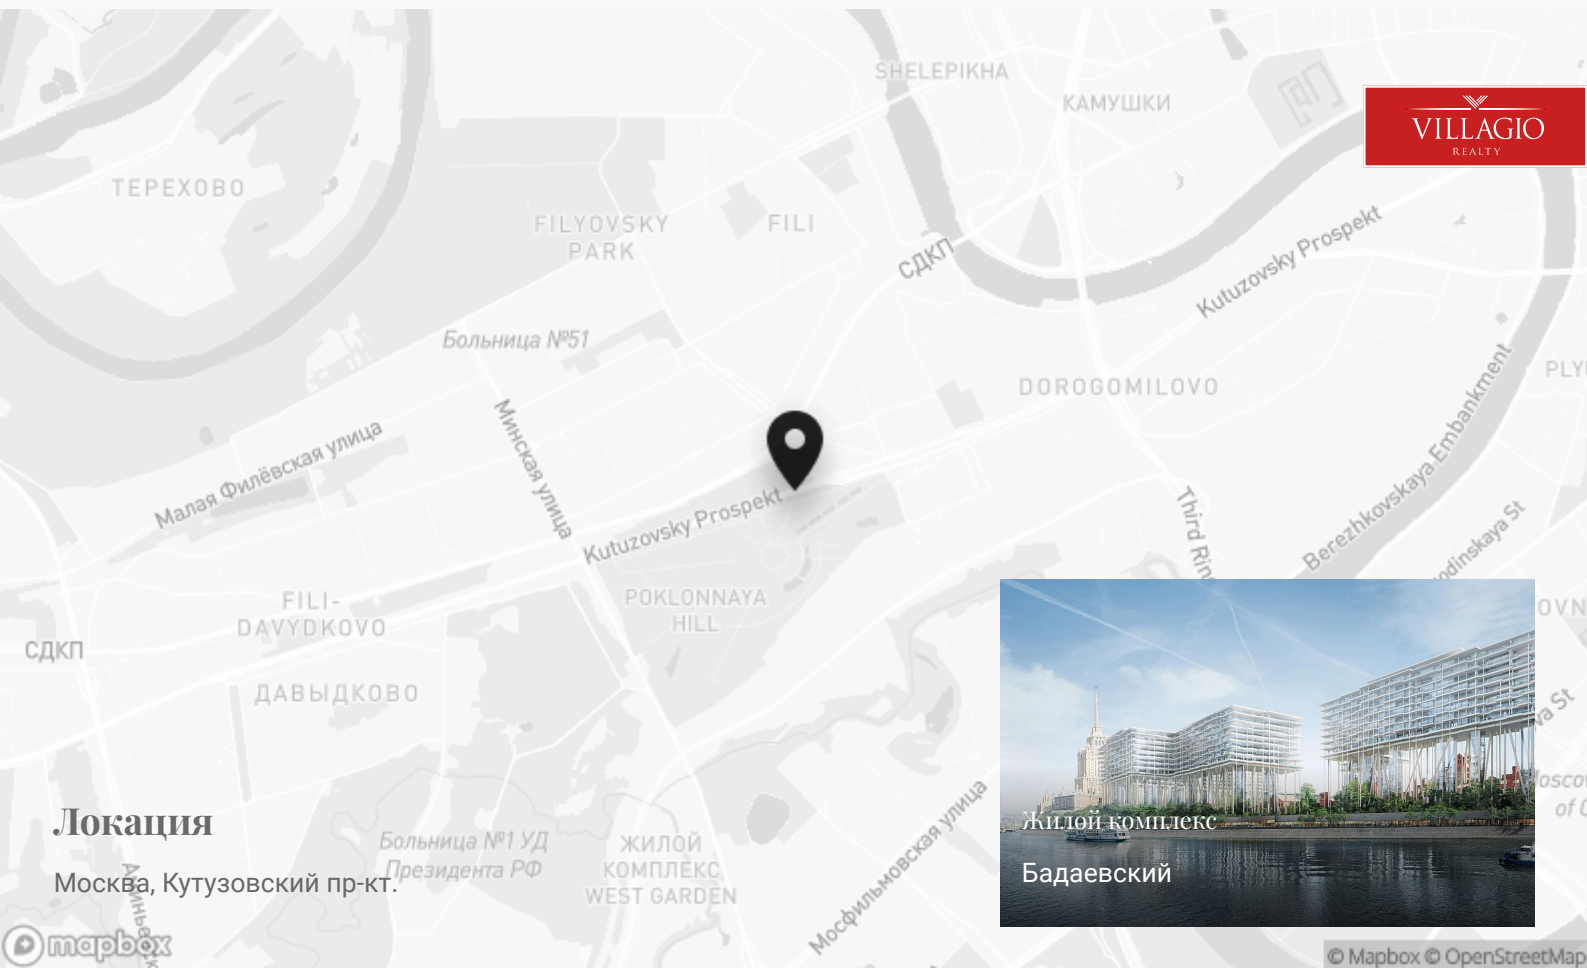 SHELEPIKHA
КАМУШКИ
VILLAGIO
REALTY
ТЕРЕХОВО
FILYOVSKY
PARK
FILI
СДКП
Kutuzovsky Prospekt
Больница №51
DOROGOMILOVO
Малая Филёвская улица
Минская улица
Kutuzovsky Prospekt
Third
Berezhkovskaya Embankment
POKLONNAYA
HILL
FILI-
DAVYDKOVO
СДКП
ДАВЫДКОВО
Локация
Москва, Кутузовский пр-кт.
Больница №1 УД
Президента РФ
ЖИЛОЙ
КОМПЛЕКС
WEST GARDEN
Мосфильмовская улица
Жилой комплекс
Бадаевский
mapbox
© Mapbox © OpenStreetMap